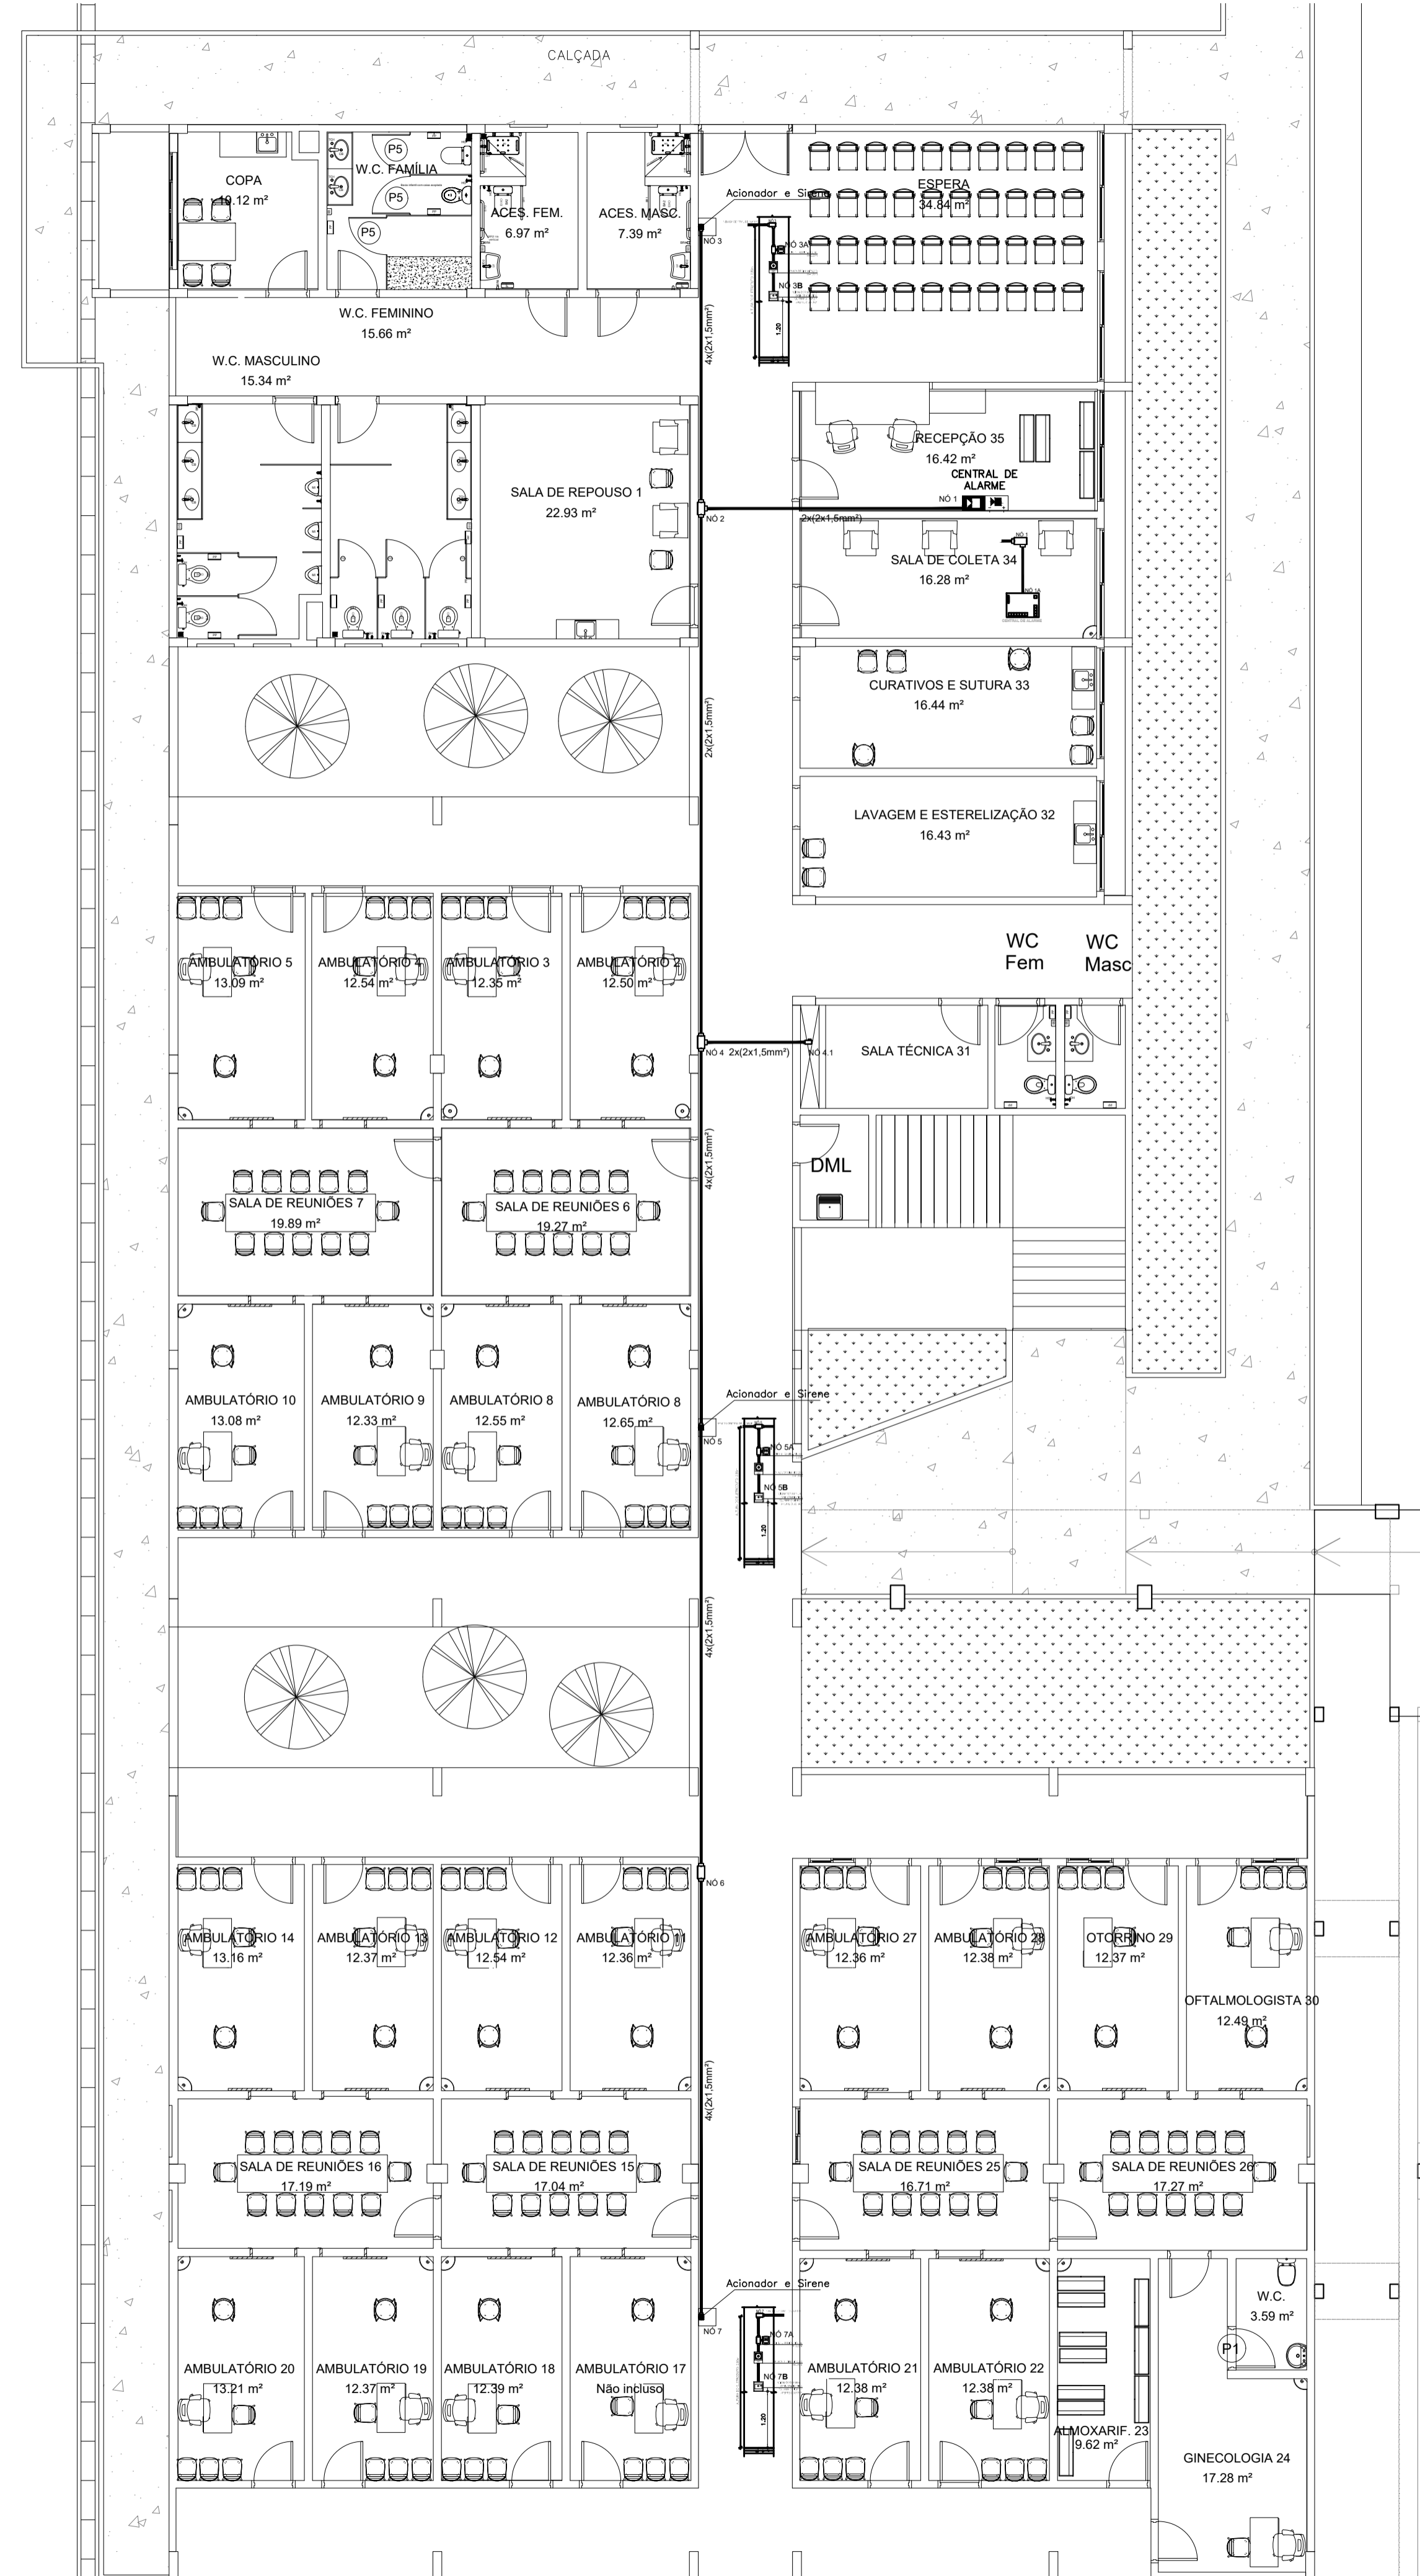 CALÇADA
P5
W.C. FAMÍLIA
P5
P5
COPA
10.12 m²
ACES. FEM.
6.97 m²
ACES. MASC.
7.39 m²
Acionador e Sirene
ESPERA
34.84 m²
NÓ 3
NÓ 3A
NÓ 3B
1.20
4x(2x1,5mm²)
W.C. FEMININO
15.66 m²
W.C. MASCULINO
15.34 m²
SALA DE REPOUSO 1
22.93 m²
RECEPÇÃO 35
16.42 m²
CENTRAL DE
ALARME
NÓ 1
NÓ 2
2x(2x1,5mm²)
NÓ 1
SALA DE COLETA 34
16.28 m²
NÓ 1A
CENTRAL DE ALARME
CURATIVOS E SUTURA 33
16.44 m²
2x(2x1,5mm²)
LAVAGEM E ESTERELIZAÇÃO 32
16.43 m²
WC
Fem
WC
Masc
AMBULATÓRIO 5
13.09 m²
AMBULATÓRIO 4
12.54 m²
AMBULATÓRIO 3
12.35 m²
AMBULATÓRIO 2
12.50 m²
NÓ 4
2x(2x1,5mm²)
NÓ 4.1
SALA TÉCNICA 31
4x(2x1,5mm²)
DML
SALA DE REUNIÕES 7
19.89 m²
SALA DE REUNIÕES 6
19.27 m²
AMBULATÓRIO 10
13.08 m²
AMBULATÓRIO 9
12.33 m²
AMBULATÓRIO 8
12.55 m²
AMBULATÓRIO 8
12.65 m²
Acionador e Sirene
NÓ 5
NÓ 5A
NÓ 5B
1.20
4x(2x1,5mm²)
NÓ 6
AMBULATÓRIO 14
13.16 m²
AMBULATÓRIO 13
12.37 m²
AMBULATÓRIO 12
12.54 m²
AMBULATÓRIO 11
12.36 m²
AMBULATÓRIO 27
12.36 m²
AMBULATÓRIO 28
12.38 m²
OTORRINO 29
12.37 m²
OFTALMOLOGISTA 30
12.49 m²
4x(2x1,5mm²)
SALA DE REUNIÕES 16
17.19 m²
SALA DE REUNIÕES 15
17.04 m²
SALA DE REUNIÕES 25
16.71 m²
SALA DE REUNIÕES 26
17.27 m²
Acionador e Sirene
NÓ 7
NÓ 7A
NÓ 7B
1.20
W.C.
3.59 m²
P1
AMBULATÓRIO 20
13.21 m²
AMBULATÓRIO 19
12.37 m²
AMBULATÓRIO 18
12.39 m²
AMBULATÓRIO 17
Não incluso
AMBULATÓRIO 21
12.38 m²
AMBULATÓRIO 22
12.38 m²
ALMOXARIF. 23
9.62 m²
GINECOLOGIA 24
17.28 m²